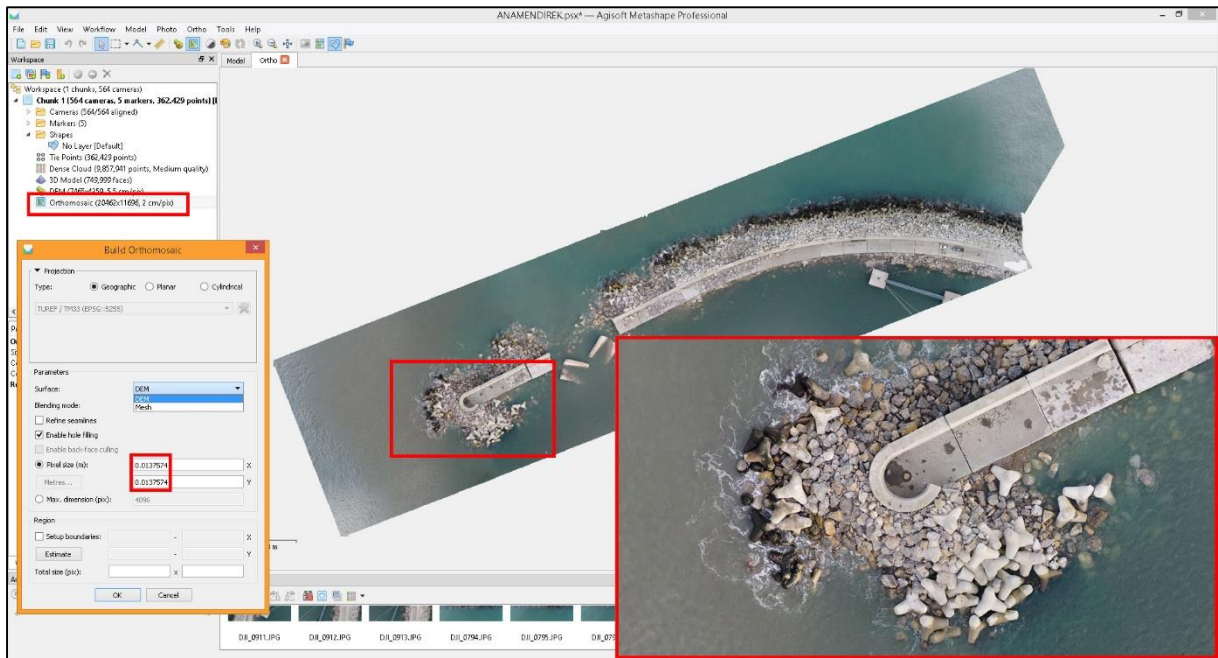 ANAMENDIREK.psx* — Agisoft Metashape Professional
File Edit View Workflow Model Photo Ortho Tools Help
Workspace
Model Ortho
Workspace (1 chunks, 564 cameras)
Chunk 1 (564 cameras, 5 markers, 362,429 points) [
Cameras (564/564 aligned)
Markers (5)
Shapes
No Layer [Default]
Tie Points (362,429 points)
Dense Cloud (9,857,941 points, Medium quality)
3D Model (749,999 faces)
DEM (7465x4359, 5.5 cm/pix)
Orthomosaic (20462x11696, 2 cm/pix)
Build Orthomosaic
Projection
Type: Geographic Planar Cylindrical
TUREF / TM33 (EPSG::5255)
Parameters
Surface: DEM
DEM
Blending mode: Mesh
Refine seamlines
Enable hole filling
Enable back-face culling
Pixel size (m): 0.0137574 X
Metres... 0.0137574 Y
Max. dimension (pix): 4096
Region
Setup boundaries: - X
Estimate - Y
Total size (pix): x
OK Cancel
DJI_0911.JPG DJI_0912.JPG DJI_0913.JPG DJI_0794.JPG DJI_0795.JPG